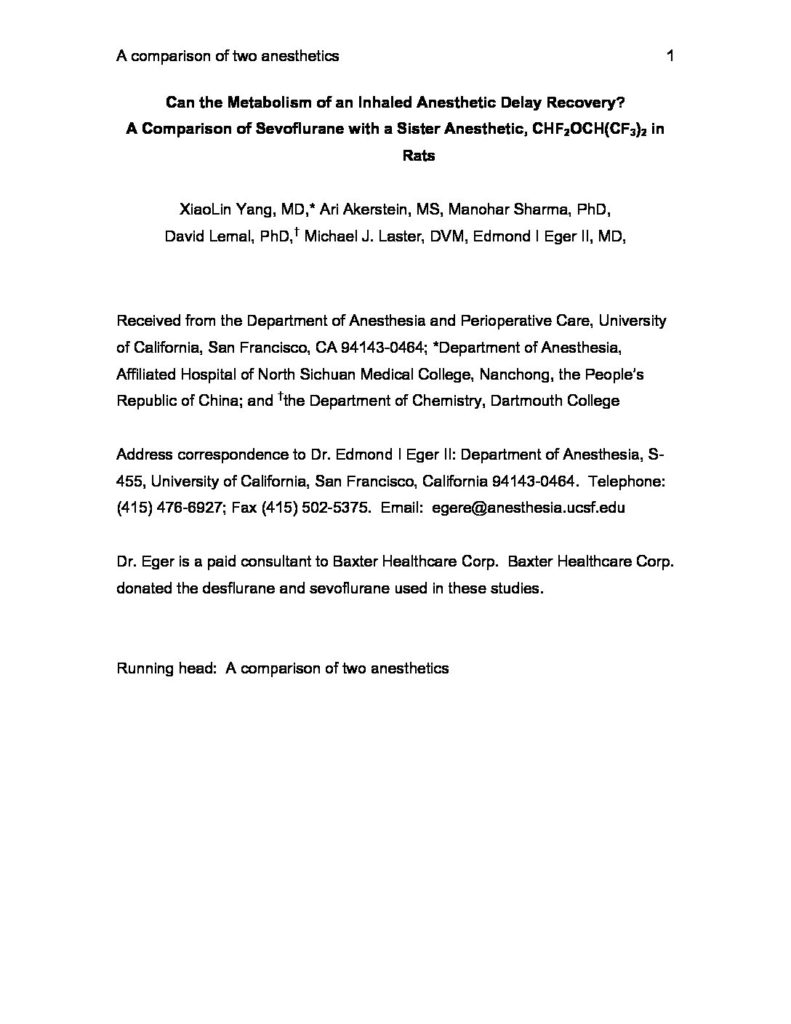 A comparison of two anesthetics 1
Can the Metabolism of an Inhaled Anesthetic Delay Recovery?
A Comparison of Sevoflurane with a Sister Anesthetic, CHF₂OCH(CF₃)₂ in
Rats
XiaoLin Yang, MD,* Ari Akerstein, MS, Manohar Sharma, PhD,
David Lemal, PhD,† Michael J. Laster, DVM, Edmond I Eger II, MD,
Received from the Department of Anesthesia and Perioperative Care, University
of California, San Francisco, CA 94143-0464; *Department of Anesthesia,
Affiliated Hospital of North Sichuan Medical College, Nanchong, the People's
Republic of China; and †the Department of Chemistry, Dartmouth College
Address correspondence to Dr. Edmond I Eger II: Department of Anesthesia, S-
455, University of California, San Francisco, California 94143-0464. Telephone:
(415) 476-6927; Fax (415) 502-5375. Email: egere@anesthesia.ucsf.edu
Dr. Eger is a paid consultant to Baxter Healthcare Corp. Baxter Healthcare Corp.
donated the desflurane and sevoflurane used in these studies.
Running head: A comparison of two anesthetics